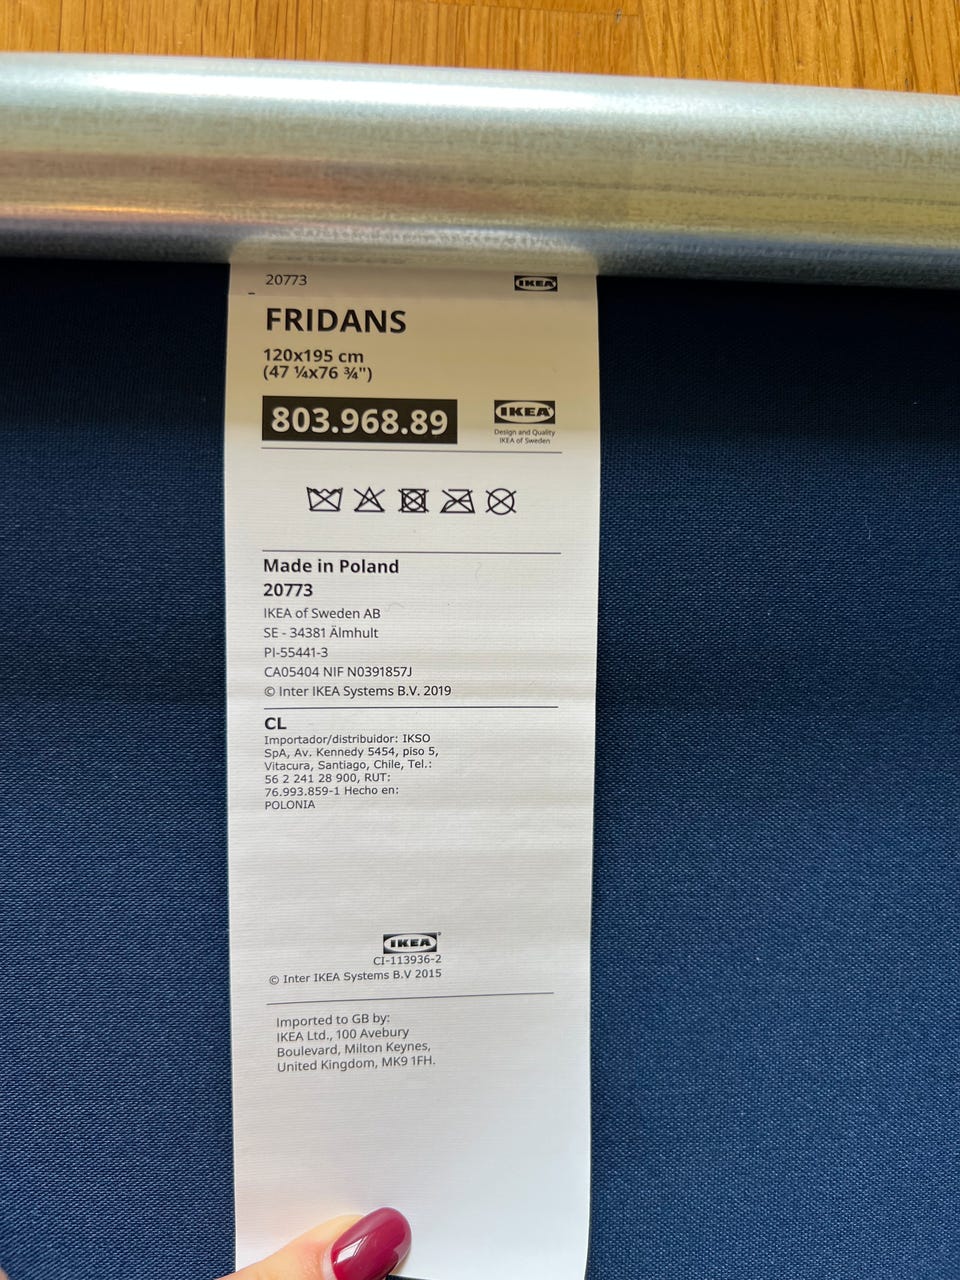 20773
IKEA
FRIDANS
120x195 cm
(47 ¼x76 ¾")
803.968.89
IKEA
Design and Quality
IKEA of Sweden
Made in Poland
20773
IKEA of Sweden AB
SE - 34381 Älmhult
PI-55441-3
CA05404 NIF N0391857J
© Inter IKEA Systems B.V. 2019
CL
Importador/distribuidor: IKSO
SpA, Av. Kennedy 5454, piso 5,
Vitacura, Santiago, Chile, Tel.:
56 2 241 28 900, RUT:
76.993.859-1 Hecho en:
POLONIA
IKEA®
CI-113936-2
© Inter IKEA Systems B.V 2015
Imported to GB by:
IKEA Ltd., 100 Avebury
Boulevard, Milton Keynes,
United Kingdom, MK9 1FH.